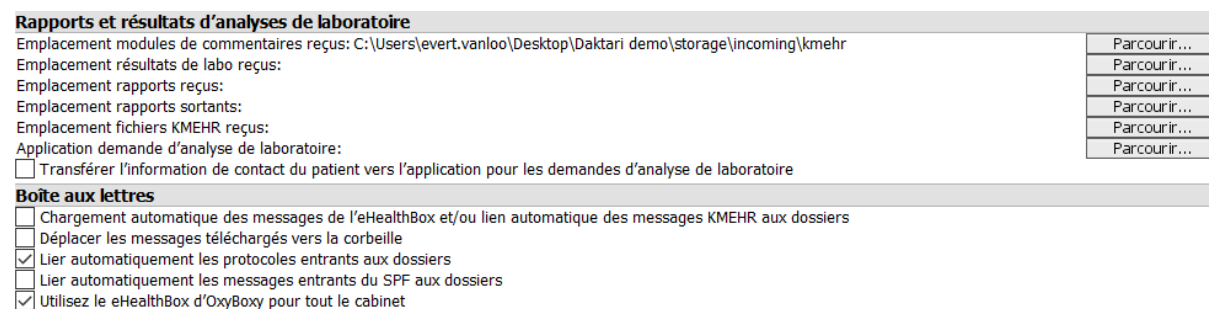 Rapports et résultats d'analyses de laboratoire
Emplacement modules de commentaires reçus: C:\Users\evert.vanloo\Desktop\Daktari demo\storage\incoming\kmehr Parcourir...
Emplacement résultats de labo reçus: Parcourir...
Emplacement rapports reçus: Parcourir...
Emplacement rapports sortants: Parcourir...
Emplacement fichiers KMEHR reçus: Parcourir...
Application demande d'analyse de laboratoire: Parcourir...
Transférer l'information de contact du patient vers l'application pour les demandes d'analyse de laboratoire
Boîte aux lettres
Chargement automatique des messages de l'eHealthBox et/ou lien automatique des messages KMEHR aux dossiers
Déplacer les messages téléchargés vers la corbeille
Lier automatiquement les protocoles entrants aux dossiers
Lier automatiquement les messages entrants du SPF aux dossiers
Utilisez le eHealthBox d'OxyBoxy pour tout le cabinet